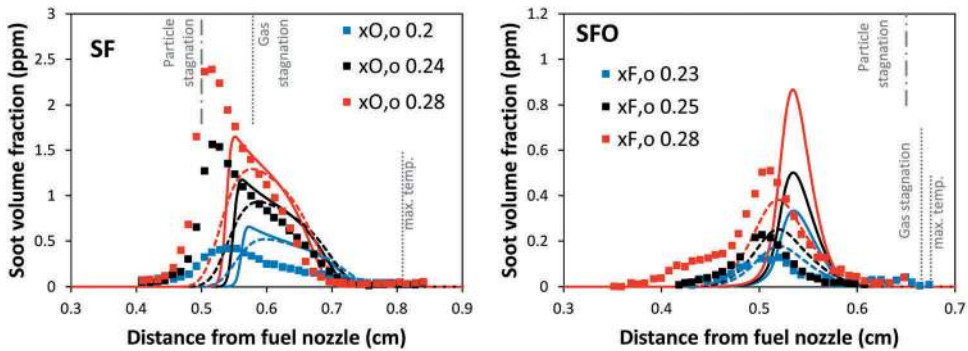 Soot volume fraction (ppm)
3
2.5
2
1.5
1
0.5
0
SF
Particle
stagnation
Gas
stagnation
xO,o 0.2
xO,o 0.24
xO,o 0.28
max. temp.
0.3 0.4 0.5 0.6 0.7 0.8 0.9
Distance from fuel nozzle (cm)
Soot volume fraction (ppm)
1.2
1
0.8
0.6
0.4
0.2
0
SFO
xF,o 0.23
xF,o 0.25
xF,o 0.28
Particle
stagnation
Gas stagnation
max. temp.
0.3 0.4 0.5 0.6 0.7
Distance from fuel nozzle (cm)